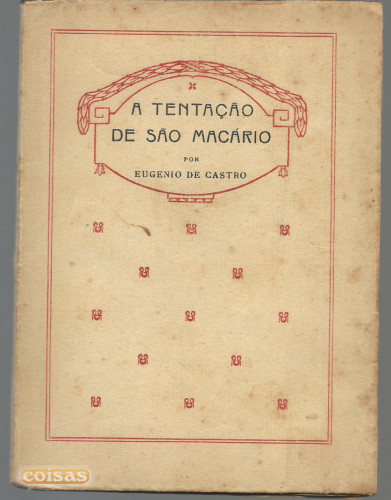 A TENTAÇÃO
DE SÃO MACÁRIO
POR
EUGENIO DE CASTRO
coisas